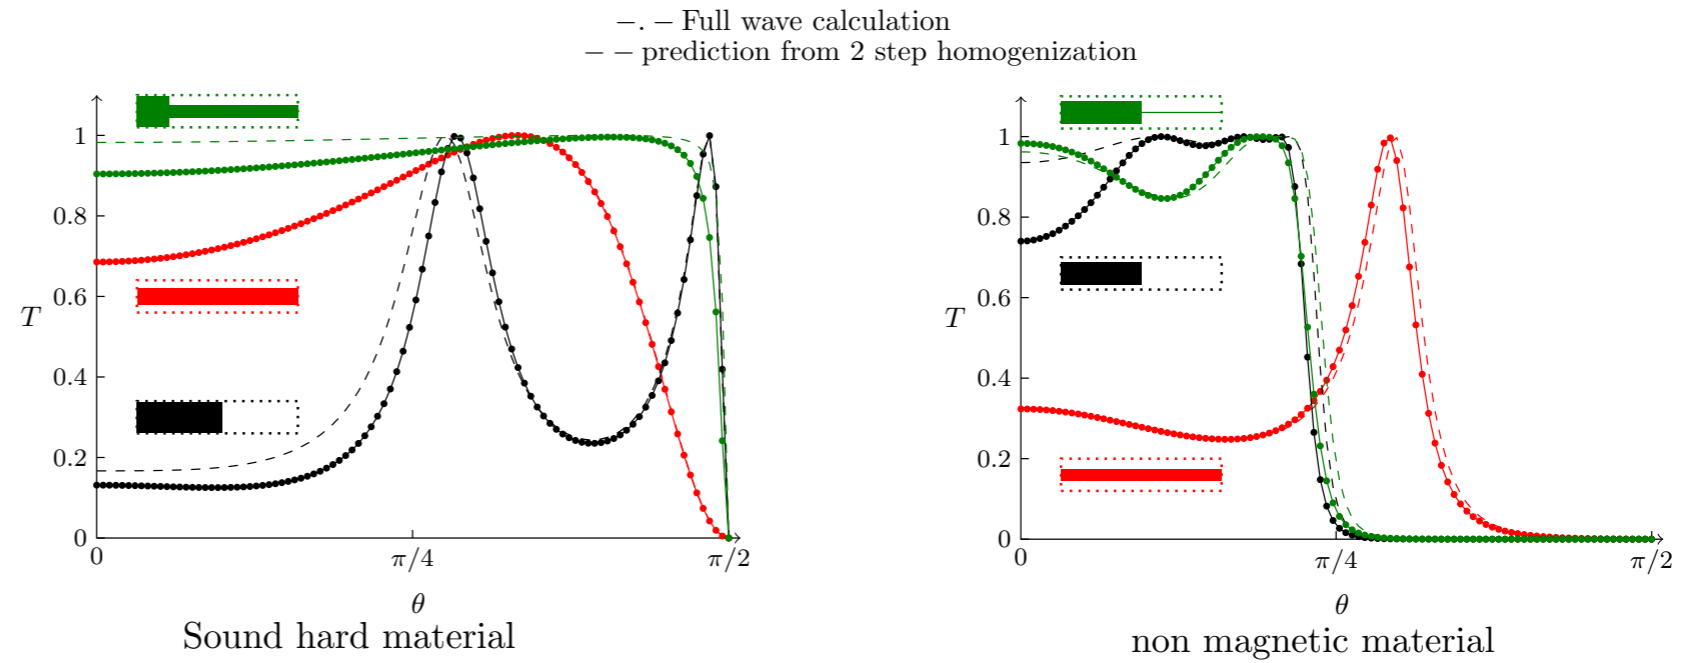 −.− Full wave calculation
−− prediction from 2 step homogenization
1
0.8
0.6
T
0.4
0.2
0
0
π/4
π/2
θ
Sound hard material
1
0.8
0.6
T
0.4
0.2
0
0
π/4
π/2
θ
non magnetic material